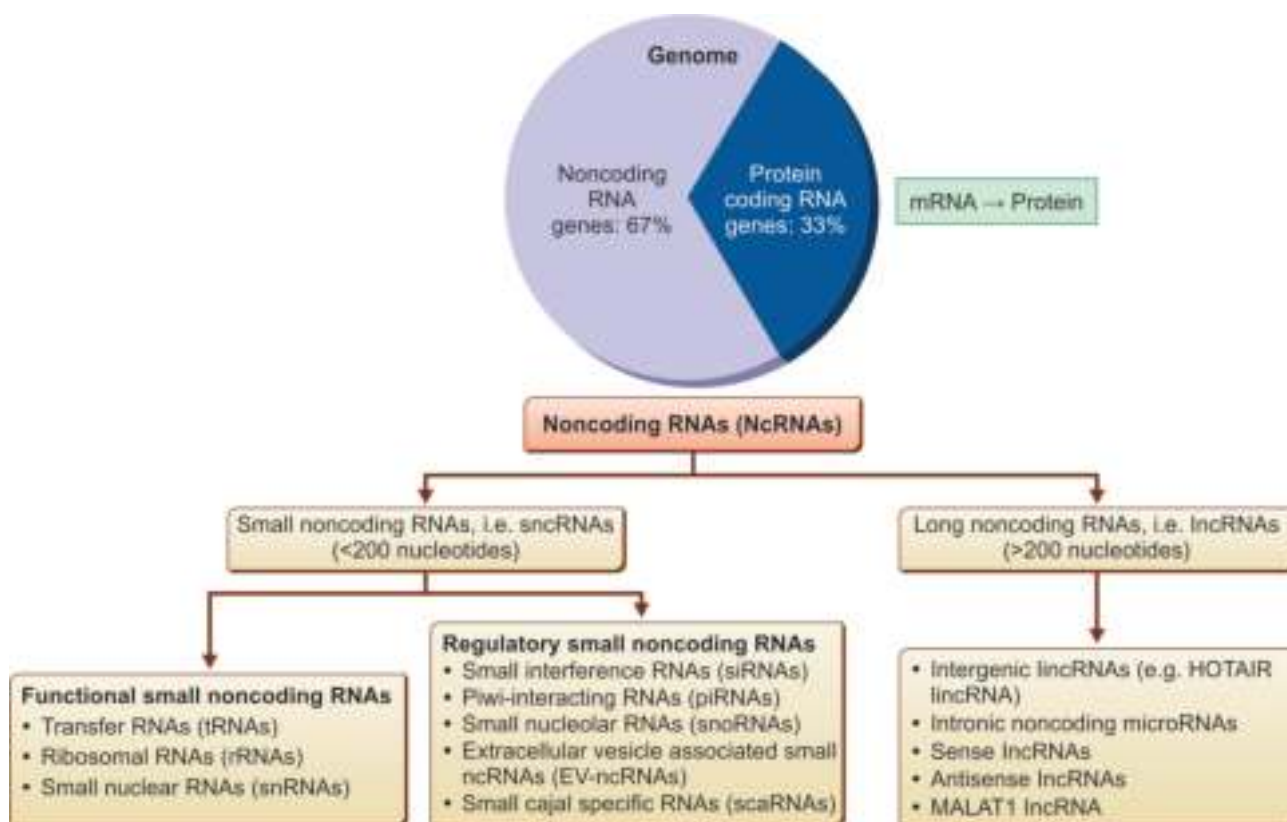 Genome
Noncoding
RNA
genes: 67%
Protein
coding RNA
genes: 33%
mRNA → Protein
Noncoding RNAs (NcRNAs)
Small noncoding RNAs, i.e. sncRNAs
(<200 nucleotides)
Long noncoding RNAs, i.e. lncRNAs
(>200 nucleotides)
Functional small noncoding RNAs
• Transfer RNAs (tRNAs)
• Ribosomal RNAs (rRNAs)
• Small nuclear RNAs (snRNAs)
Regulatory small noncoding RNAs
• Small interference RNAs (siRNAs)
• Piwi-interacting RNAs (piRNAs)
• Small nucleolar RNAs (snoRNAs)
• Extracellular vesicle associated small
ncRNAs (EV-ncRNAs)
• Small cajal specific RNAs (scaRNAs)
• Intergenic lincRNAs (e.g. HOTAIR
lincRNA)
• Intronic noncoding microRNAs
• Sense lncRNAs
• Antisense lncRNAs
• MALAT1 lncRNA